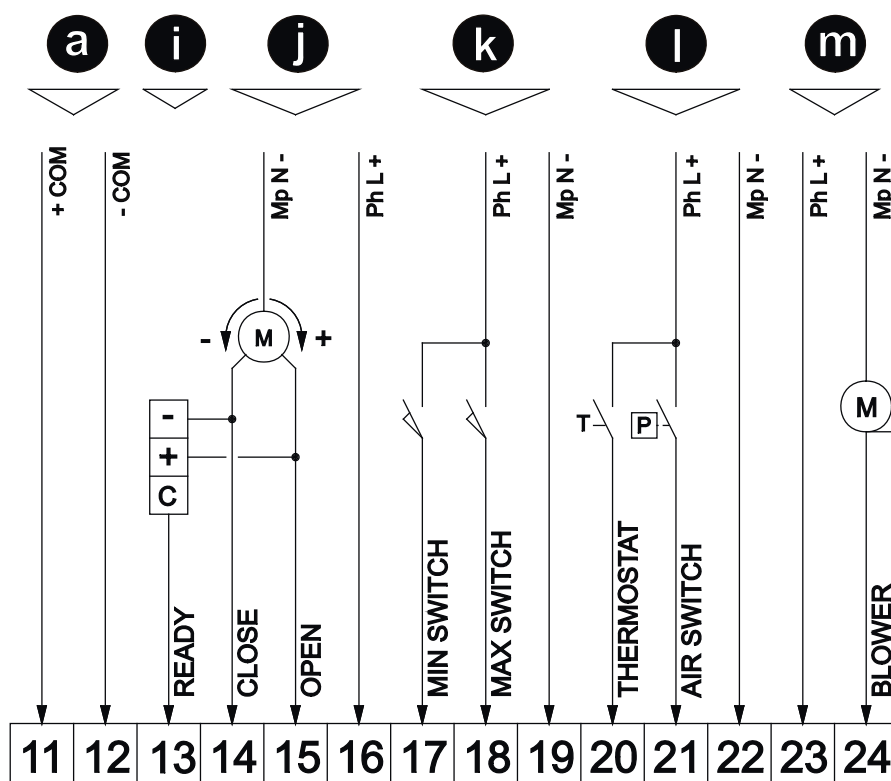 a i j k l m
+ COM
- COM
Mp N -
Ph L +
Ph L +
Mp N -
Ph L +
Mp N -
Ph L +
Mp N -
- M +
M
-
+
C
T
P
READY
CLOSE
OPEN
MIN SWITCH
MAX SWITCH
THERMOSTAT
AIR SWITCH
BLOWER
11 12 13 14 15 16 17 18 19 20 21 22 23 24